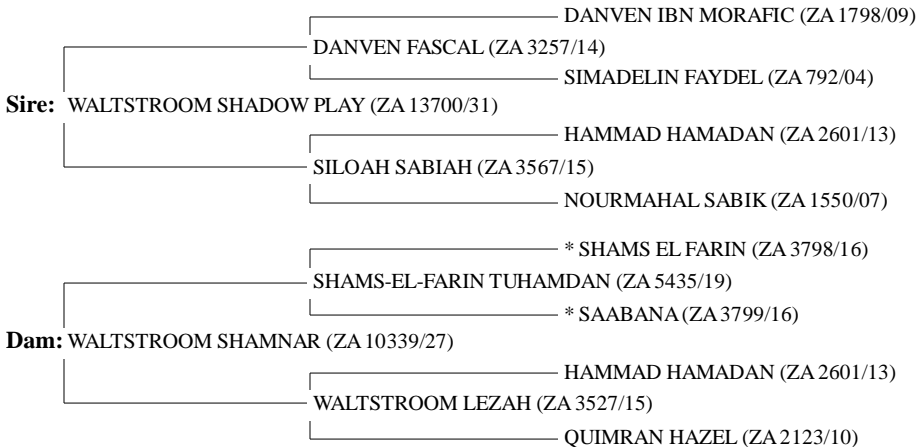 DANVEN IBN MORAFIC (ZA 1798/09)
DANVEN FASCAL (ZA 3257/14)
SIMADELIN FAYDEL (ZA 792/04)
Sire: WALTSTROOM SHADOW PLAY (ZA 13700/31)
HAMMAD HAMADAN (ZA 2601/13)
SILOAH SABIAH (ZA 3567/15)
NOURMAHAL SABIK (ZA 1550/07)
* SHAMS EL FARIN (ZA 3798/16)
SHAMS-EL-FARIN TUHAMDAN (ZA 5435/19)
* SAABANA (ZA 3799/16)
Dam: WALTSTROOM SHAMNAR (ZA 10339/27)
HAMMAD HAMADAN (ZA 2601/13)
WALTSTROOM LEZAH (ZA 3527/15)
QUIMRAN HAZEL (ZA 2123/10)